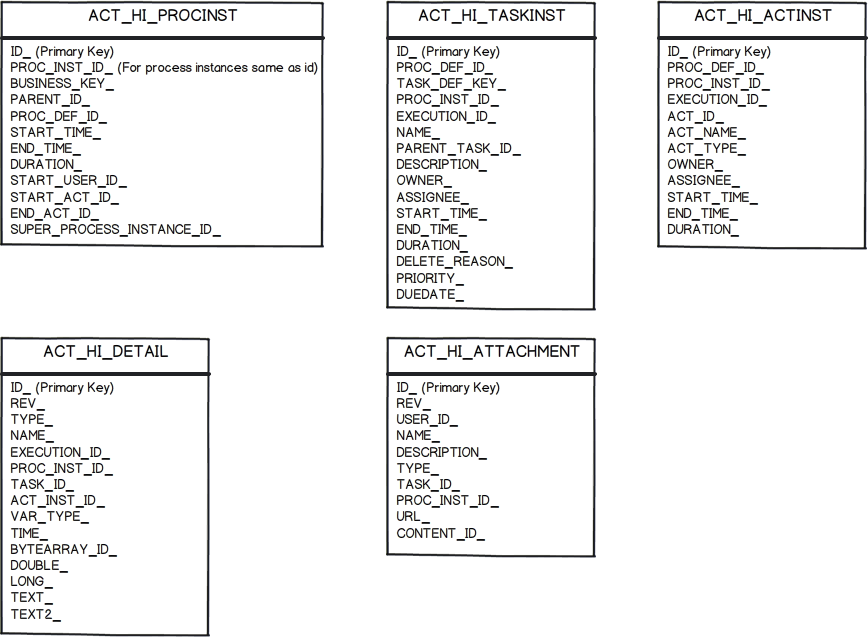 ACT_HI_PROCINST
ID_ (Primary Key)
PROC_INST_ID_ (For process instances same as id)
BUSINESS_KEY_
PARENT_ID_
PROC_DEF_ID_
START_TIME_
END_TIME_
DURATION_
START_USER_ID_
START_ACT_ID_
END_ACT_ID_
SUPER_PROCESS_INSTANCE_ID_
ACT_HI_TASKINST
ID_ (Primary Key)
PROC_DEF_ID_
TASK_DEF_KEY_
PROC_INST_ID_
EXECUTION_ID_
NAME_
PARENT_TASK_ID_
DESCRIPTION_
OWNER_
ASSIGNEE_
START_TIME_
END_TIME_
DURATION_
DELETE_REASON_
PRIORITY_
DUEDATE_
ACT_HI_ACTINST
ID_ (Primary Key)
PROC_DEF_ID_
PROC_INST_ID_
EXECUTION_ID_
ACT_ID_
ACT_NAME_
ACT_TYPE_
OWNER_
ASSIGNEE_
START_TIME_
END_TIME_
DURATION_
ACT_HI_DETAIL
ID_ (Primary Key)
REV_
TYPE_
NAME_
EXECUTION_ID_
PROC_INST_ID_
TASK_ID_
ACT_INST_ID_
VAR_TYPE_
TIME_
BYTEARRAY_ID_
DOUBLE_
LONG_
TEXT_
TEXT2_
ACT_HI_ATTACHMENT
ID_ (Primary Key)
REV_
USER_ID_
NAME_
DESCRIPTION_
TYPE_
TASK_ID_
PROC_INST_ID_
URL_
CONTENT_ID_